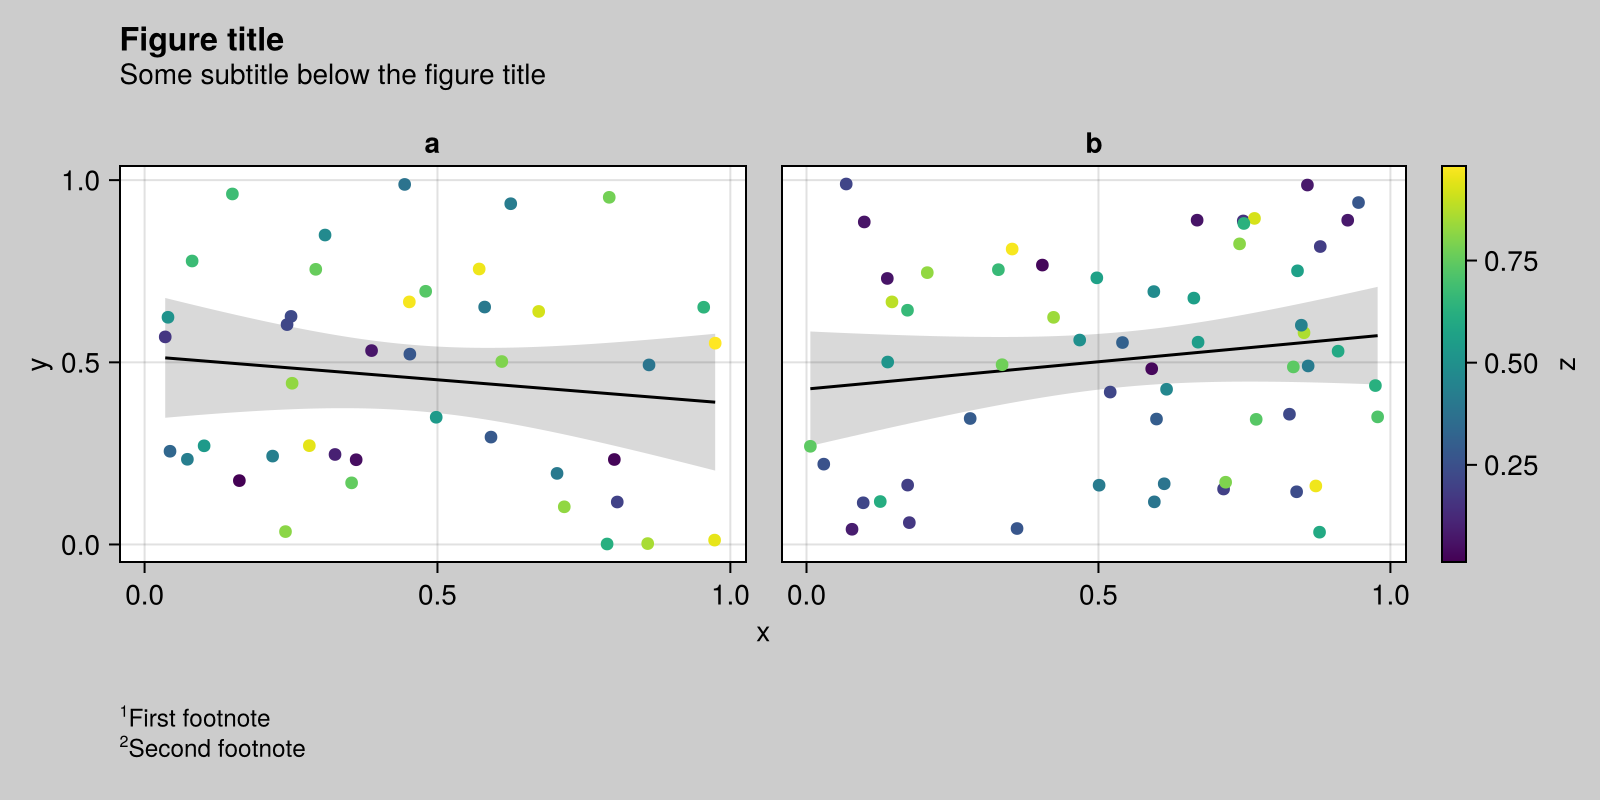 Figure title
Some subtitle below the figure title
a
b
1.0
0.5
0.0
y
0.0 0.5 1.0
0.0 0.5 1.0
x
0.75
0.50
0.25
z
¹First footnote
²Second footnote